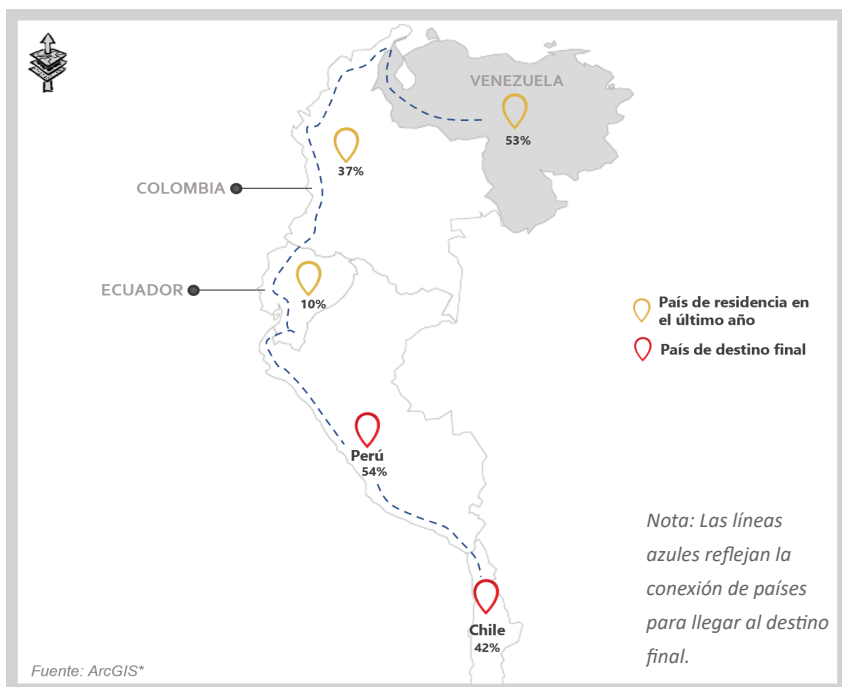 VENEZUELA
53%
37%
COLOMBIA
ECUADOR
10%
País de residencia en
el último año
País de destino final
Perú
54%
Nota: Las líneas
azules reflejan la
conexión de países
para llegar al destino
final.
Chile
42%
Fuente: ArcGIS*